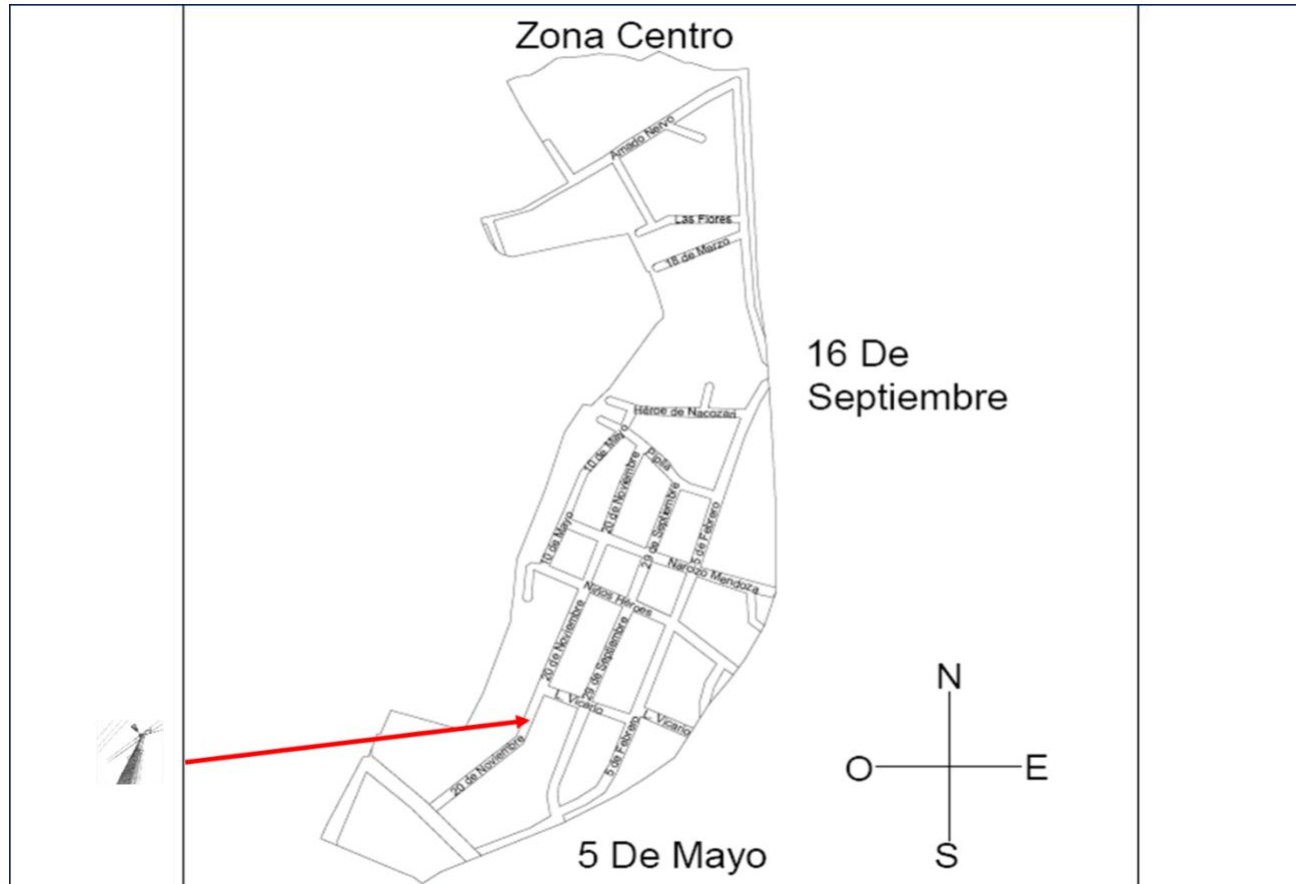 Zona Centro
Amado Nervo
Las Flores
18 de Marzo
16 De
Septiembre
Héroe de Nacozari
10 de Mayo
Pipila
20 de Noviembre
29 de Septiembre
5 de Febrero
10 de Mayo
Narcizo Mendoza
Niños Héroes
20 de Noviembre
29 de Septiembre
L. Vicario
L. Vicario
5 de Febrero
20 de Noviembre
N
O
E
S
5 De Mayo